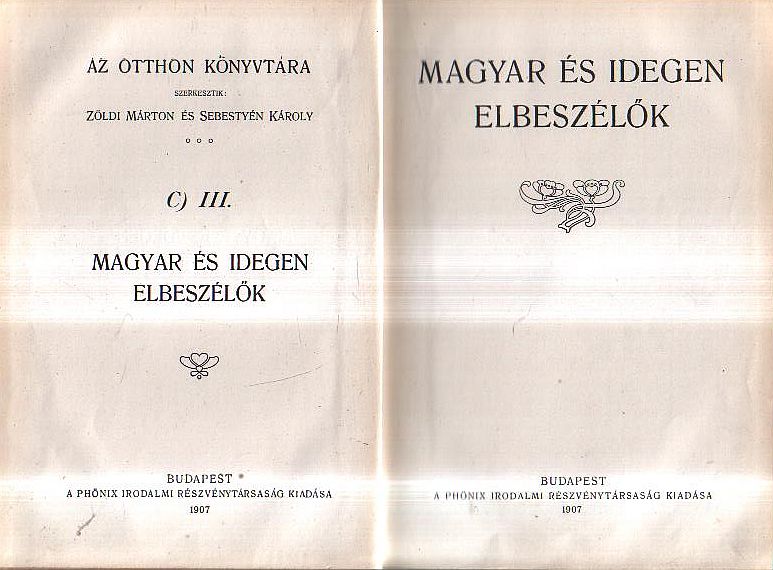 AZ OTTHON KÖNYVTÁRA
SZERKESZTIK:
ZÖLDI MÁRTON ÉS SEBESTYÉN KÁROLY
C) III.
MAGYAR ÉS IDEGEN
ELBESZÉLŐK
BUDAPEST
A PHÖNIX IRODALMI RÉSZVÉNYTÁRSASÁG KIADÁSA
1907
MAGYAR ÉS IDEGEN
ELBESZÉLŐK
BUDAPEST
A PHÖNIX IRODALMI RÉSZVÉNYTÁRSASÁG KIADÁSA
1907